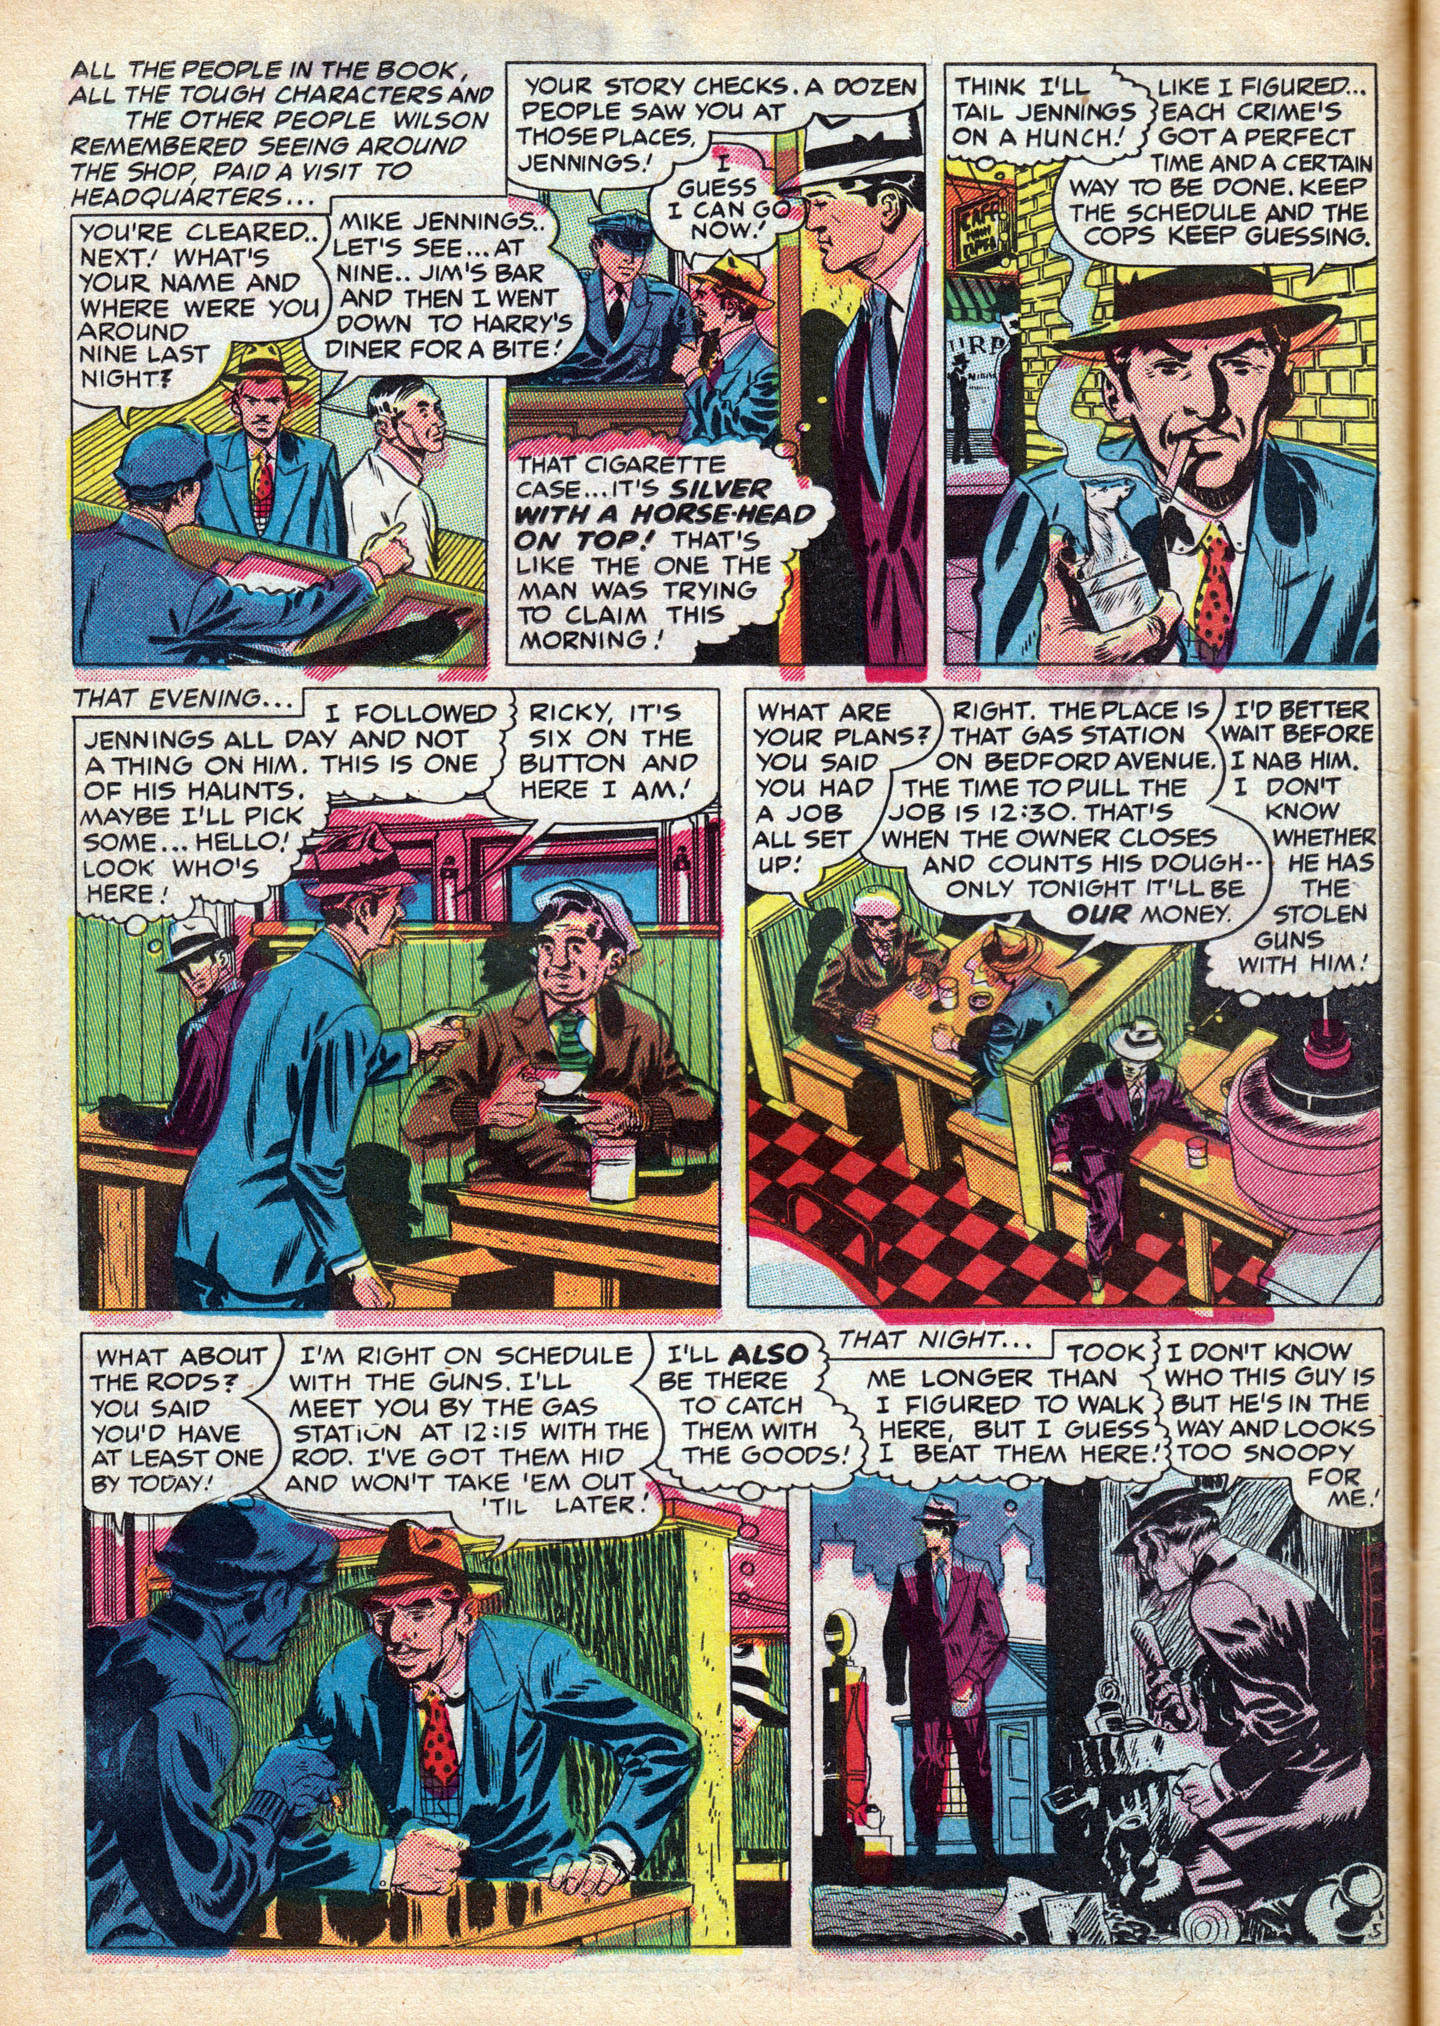 ALL THE PEOPLE IN THE BOOK,
ALL THE TOUGH CHARACTERS AND
THE OTHER PEOPLE WILSON
REMEMBERED SEEING AROUND
THE SHOP, PAID A VISIT TO
HEADQUARTERS...
YOU'RE CLEARED..
NEXT! WHAT'S
YOUR NAME AND
WHERE WERE YOU
AROUND
NINE LAST
NIGHT?
MIKE JENNINGS..
LET'S SEE...AT
NINE.. JIM'S BAR
AND THEN I WENT
DOWN TO HARRY'S
DINER FOR A BITE!
YOUR STORY CHECKS. A DOZEN
PEOPLE SAW YOU AT
THOSE PLACES,
JENNINGS!
I
GUESS
I CAN GO
NOW!
THAT CIGARETTE
CASE...IT'S SILVER
WITH A HORSE-HEAD
ON TOP! THAT'S
LIKE THE ONE THE
MAN WAS TRYING
TO CLAIM THIS
MORNING!
THINK I'LL
TAIL JENNINGS
ON A HUNCH!
LIKE I FIGURED...
EACH CRIME'S
GOT A PERFECT
TIME AND A CERTAIN
WAY TO BE DONE. KEEP
THE SCHEDULE AND THE
COPS KEEP GUESSING.
CAFE
THAT EVENING...
I FOLLOWED
JENNINGS ALL DAY AND NOT
A THING ON HIM. THIS IS ONE
OF HIS HAUNTS.
MAYBE I'LL PICK
SOME... HELLO!
LOOK WHO'S
HERE!
RICKY, IT'S
SIX ON THE
BUTTON AND
HERE I AM!
WHAT ARE
YOUR PLANS?
YOU SAID
YOU HAD
A JOB
ALL SET
UP!
RIGHT. THE PLACE IS
THAT GAS STATION
ON BEDFORD AVENUE.
THE TIME TO PULL THE
JOB IS 12:30. THAT'S
WHEN THE OWNER CLOSES
AND COUNTS HIS DOUGH--
ONLY TONIGHT IT'LL BE
OUR MONEY.
I'D BETTER
WAIT BEFORE
I NAB HIM.
I DON'T
KNOW
WHETHER
HE HAS
THE
STOLEN
GUNS
WITH HIM!
WHAT ABOUT
THE RODS?
YOU SAID
YOU'D HAVE
AT LEAST ONE
BY TODAY!
I'M RIGHT ON SCHEDULE
WITH THE GUNS. I'LL
MEET YOU BY THE GAS
STATION AT 12:15 WITH THE
ROD. I'VE GOT THEM HID
AND WON'T TAKE 'EM OUT
'TIL LATER!
I'LL ALSO
BE THERE
TO CATCH
THEM WITH
THE GOODS!
THAT NIGHT...
TOOK
ME LONGER THAN
I FIGURED TO WALK
HERE, BUT I GUESS
I BEAT THEM HERE!
I DON'T KNOW
WHO THIS GUY IS
BUT HE'S IN THE
WAY AND LOOKS
TOO SNOOPY
FOR
ME!
5